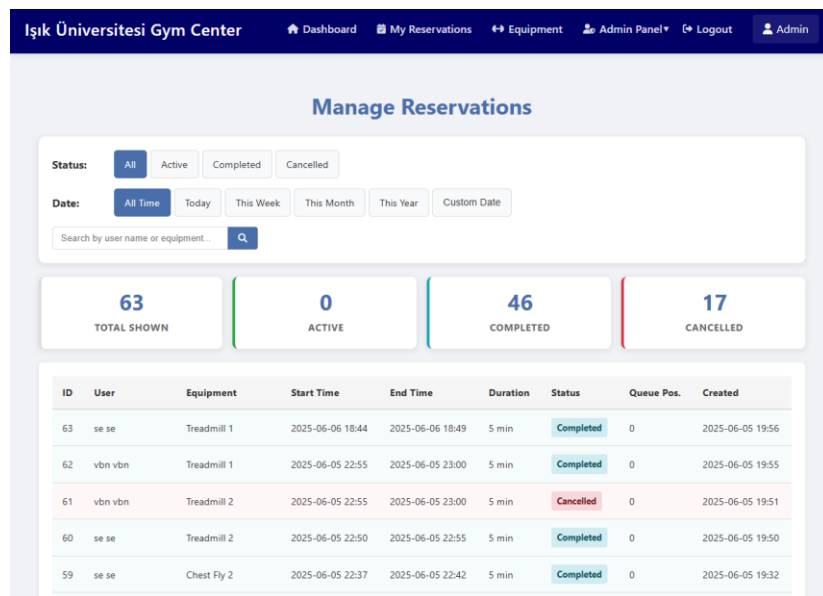 Işık Üniversitesi Gym Center Dashboard My Reservations Equipment Admin Panel▾ Logout Admin
Manage Reservations
Status: All Active Completed Cancelled
Date: All Time Today This Week This Month This Year Custom Date
Search by user name or equipment...
63 0 46 17
TOTAL SHOWN ACTIVE COMPLETED CANCELLED
ID User Equipment Start Time End Time Duration Status Queue Pos. Created
63 se se Treadmill 1 2025-06-06 18:44 2025-06-06 18:49 5 min Completed 0 2025-06-05 19:56
62 vbn vbn Treadmill 1 2025-06-05 22:55 2025-06-05 23:00 5 min Completed 0 2025-06-05 19:55
61 vbn vbn Treadmill 2 2025-06-05 22:55 2025-06-05 23:00 5 min Cancelled 0 2025-06-05 19:51
60 se se Treadmill 2 2025-06-05 22:50 2025-06-05 22:55 5 min Completed 0 2025-06-05 19:50
59 se se Chest Fly 2 2025-06-05 22:37 2025-06-05 22:42 5 min Completed 0 2025-06-05 19:32